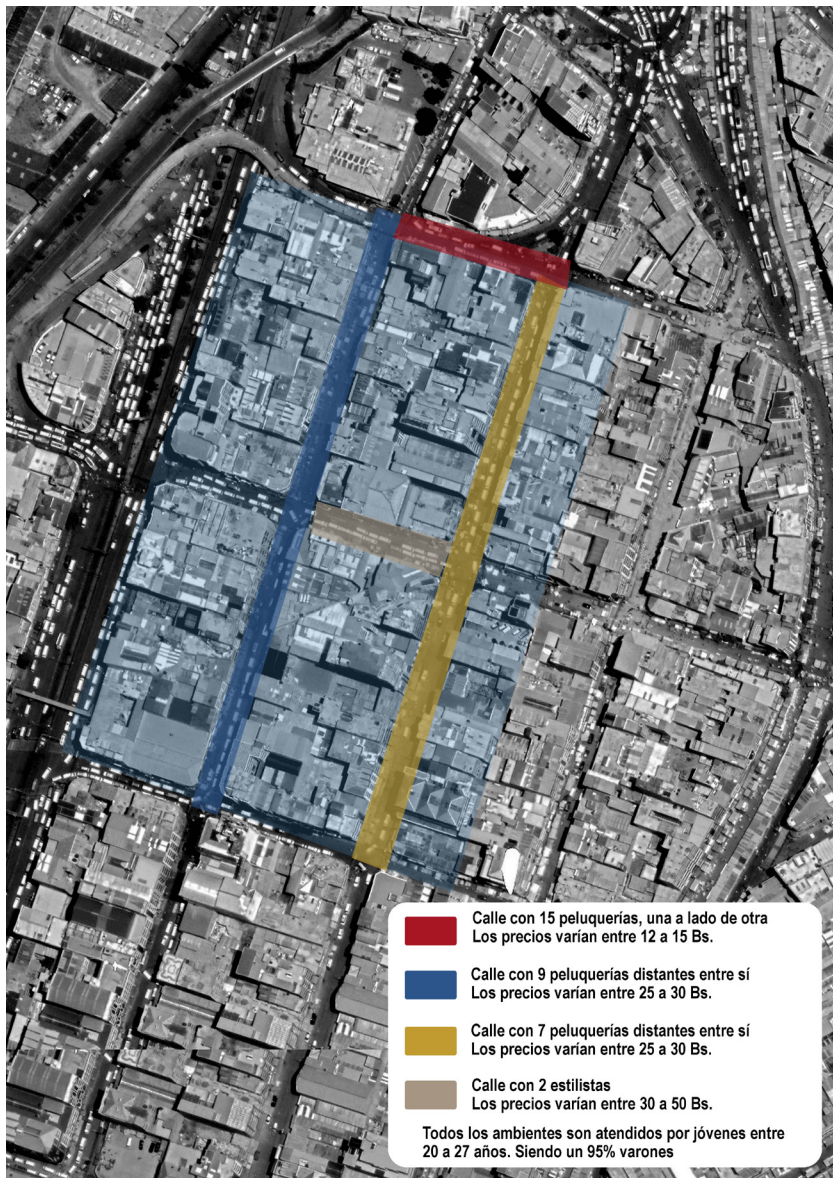 Calle con 15 peluquerías, una a lado de otra
Los precios varían entre 12 a 15 Bs.
Calle con 9 peluquerías distantes entre sí
Los precios varían entre 25 a 30 Bs.
Calle con 7 peluquerías distantes entre sí
Los precios varían entre 25 a 30 Bs.
Calle con 2 estilistas
Los precios varían entre 30 a 50 Bs.
Todos los ambientes son atendidos por jóvenes entre
20 a 27 años. Siendo un 95% varones